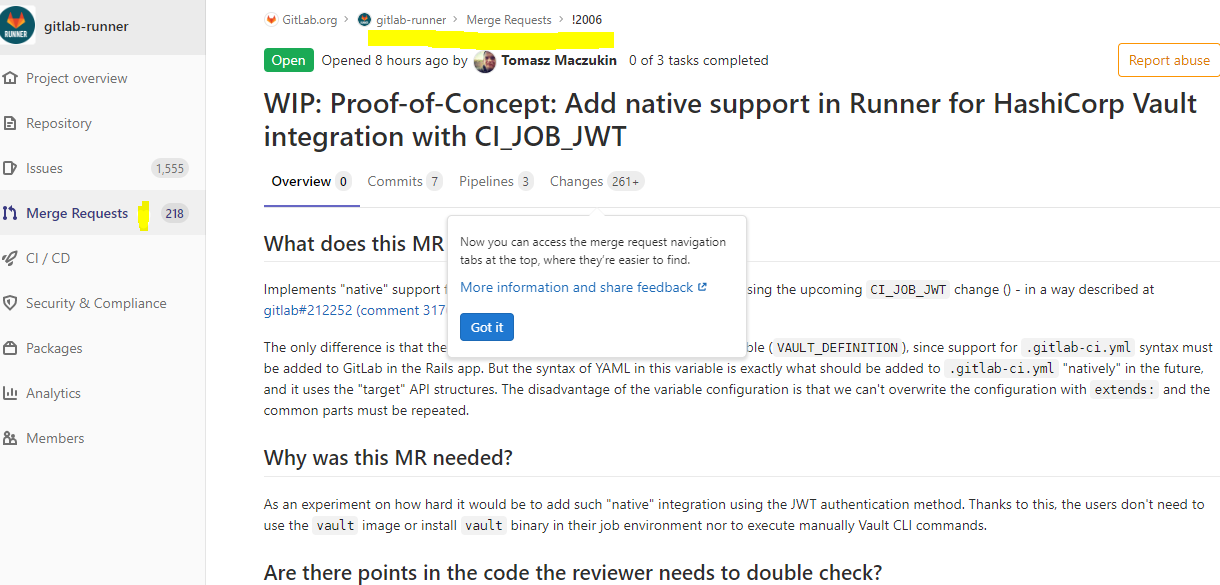 RUNNER
gitlab-runner
Project overview
Repository
Issues 1,555
Merge Requests 218
CI / CD
Security & Compliance
Packages
Analytics
Members
GitLab.org > gitlab-runner > Merge Requests > !2006
Open Opened 8 hours ago by Tomasz Maczukin 0 of 3 tasks completed
Report abuse
WIP: Proof-of-Concept: Add native support in Runner for HashiCorp Vault
integration with CI_JOB_JWT
Overview 0 Commits 7 Pipelines 3 Changes 261+
Now you can access the merge request navigation
tabs at the top, where they're easier to find.
More information and share feedback
Got it
What does this MR
Implements "native" support sing the upcoming CI_JOB_JWT change () - in a way described at
gitlab#212252 (comment 317
The only difference is that the ble ( VAULT_DEFINITION ), since support for .gitlab-ci.yml syntax must
be added to GitLab in the Rails app. But the syntax of YAML in this variable is exactly what should be added to .gitlab-ci.yml "natively" in the future,
and it uses the "target" API structures. The disadvantage of the variable configuration is that we can't overwrite the configuration with extends: and the
common parts must be repeated.
Why was this MR needed?
As an experiment on how hard it would be to add such "native" integration using the JWT authentication method. Thanks to this, the users don't need to
use the vault image or install vault binary in their job environment nor to execute manually Vault CLI commands.
Are there points in the code the reviewer needs to double check?